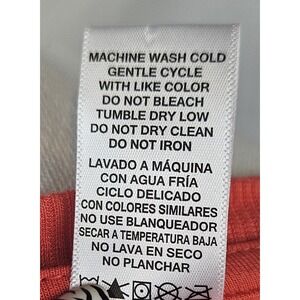 MACHINE WASH COLD
GENTLE CYCLE
WITH LIKE COLOR
DO NOT BLEACH
TUMBLE DRY LOW
DO NOT DRY CLEAN
DO NOT IRON
LAVADO A MÁQUINA
CON AGUA FRÍA
CICLO DELICADO
CON COLORES SIMILARES
NO USE BLANQUEADOR
SECAR A TEMPERATURA BAJA
NO LAVA EN SECO
NO PLANCHAR